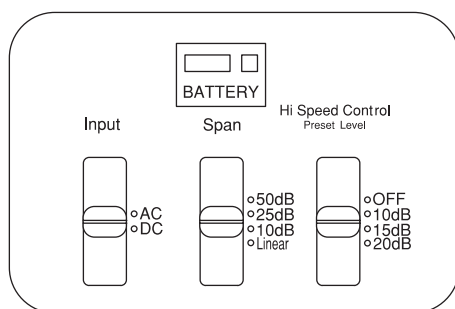 BATTERY
Input
Span
Hi Speed Control
Preset Level
AC
DC
50dB
25dB
10dB
Linear
OFF
10dB
15dB
20dB